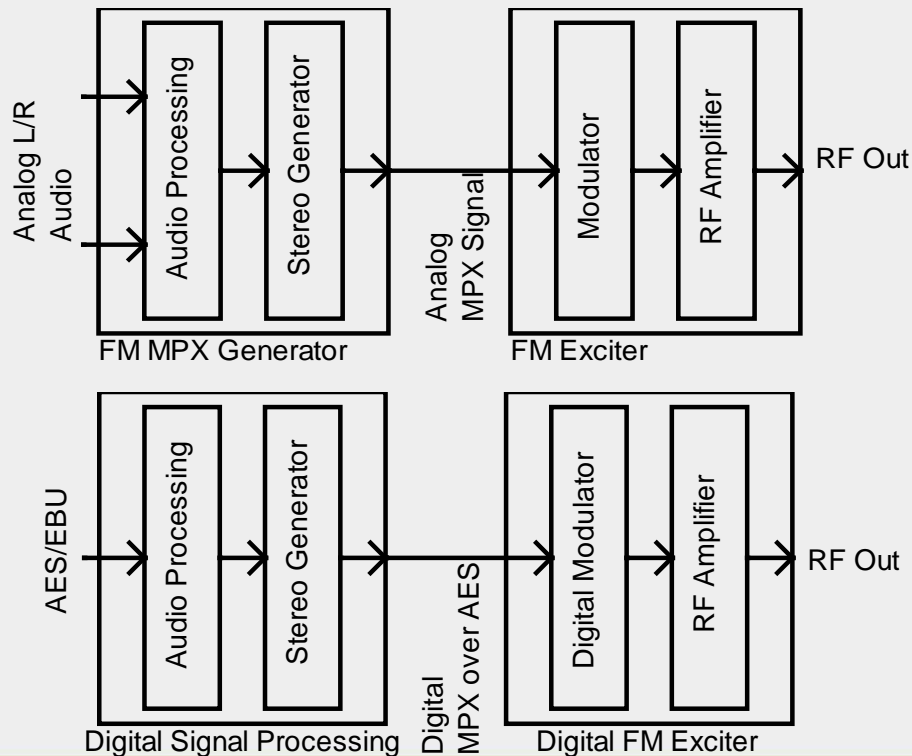 Analog L/R
Audio
Audio Processing
Stereo Generator
FM MPX Generator
Analog
MPX Signal
Modulator
RF Amplifier
FM Exciter
RF Out
AES/EBU
Audio Processing
Stereo Generator
Digital Signal Processing
Digital
MPX over AES
Digital Modulator
RF Amplifier
Digital FM Exciter
RF Out